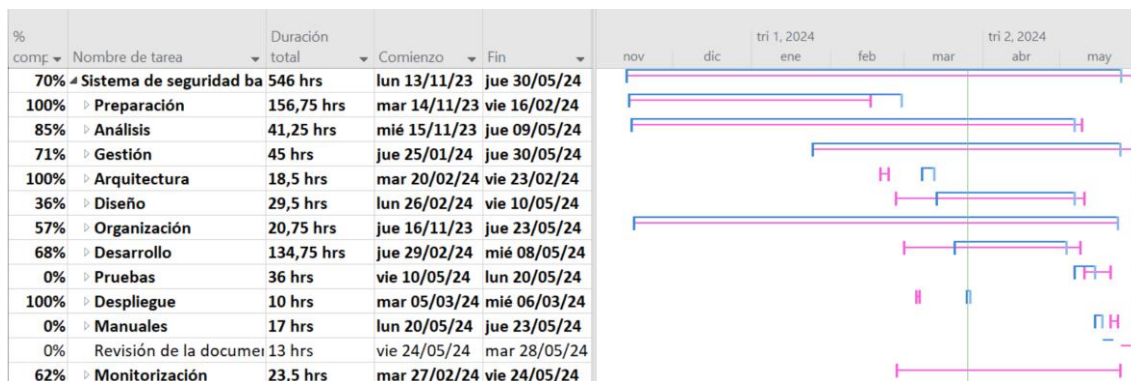 % Duración tri 1, 2024 tri 2, 2024
comp Nombre de tarea total Comienzo Fin nov dic ene feb mar abr may
70% Sistema de seguridad ba 546 hrs lun 13/11/23 jue 30/05/24
100% Preparación 156,75 hrs mar 14/11/23 vie 16/02/24
85% Análisis 41,25 hrs mié 15/11/23 jue 09/05/24
71% Gestión 45 hrs jue 25/01/24 jue 30/05/24
100% Arquitectura 18,5 hrs mar 20/02/24 vie 23/02/24
36% Diseño 29,5 hrs lun 26/02/24 vie 10/05/24
57% Organización 20,75 hrs jue 16/11/23 jue 23/05/24
68% Desarrollo 134,75 hrs jue 29/02/24 mié 08/05/24
0% Pruebas 36 hrs vie 10/05/24 lun 20/05/24
100% Despliegue 10 hrs mar 05/03/24 mié 06/03/24
0% Manuales 17 hrs lun 20/05/24 jue 23/05/24
0% Revisión de la documer 13 hrs vie 24/05/24 mar 28/05/24
62% Monitorización 23,5 hrs mar 27/02/24 vie 24/05/24